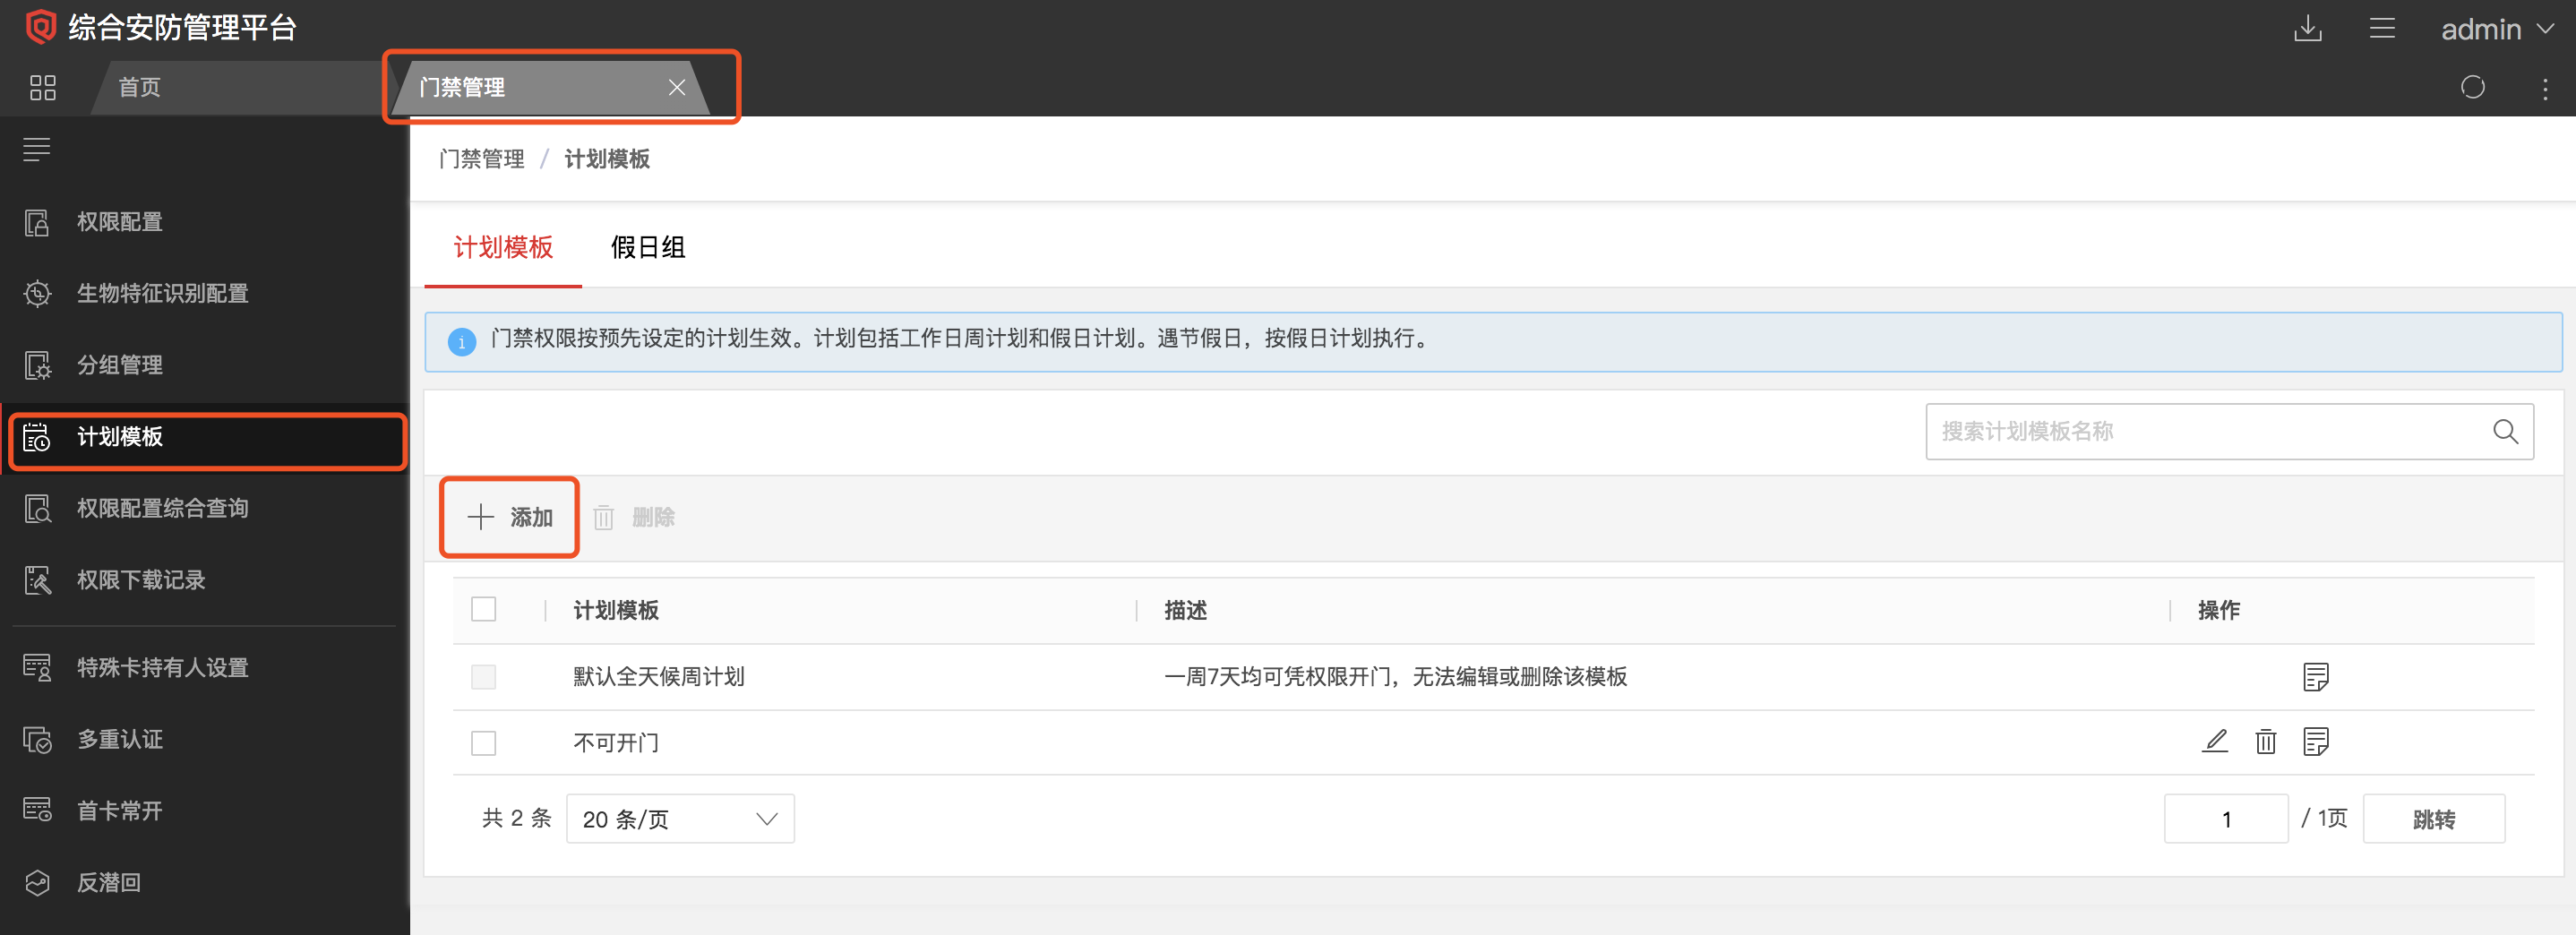 综合安防管理平台
admin
首页
门禁管理
门禁管理 / 计划模板
权限配置
生物特征识别配置
分组管理
计划模板
权限配置综合查询
权限下载记录
特殊卡持有人设置
多重认证
首卡常开
反潜回
计划模板 假日组
门禁权限按预先设定的计划生效。计划包括工作日周计划和假日计划。遇节假日，按假日计划执行。
搜索计划模板名称
添加 删除
计划模板 描述 操作
默认全天候周计划 一周7天均可凭权限开门，无法编辑或删除该模板
不可开门
共 2 条 20 条/页 1 / 1页 跳转